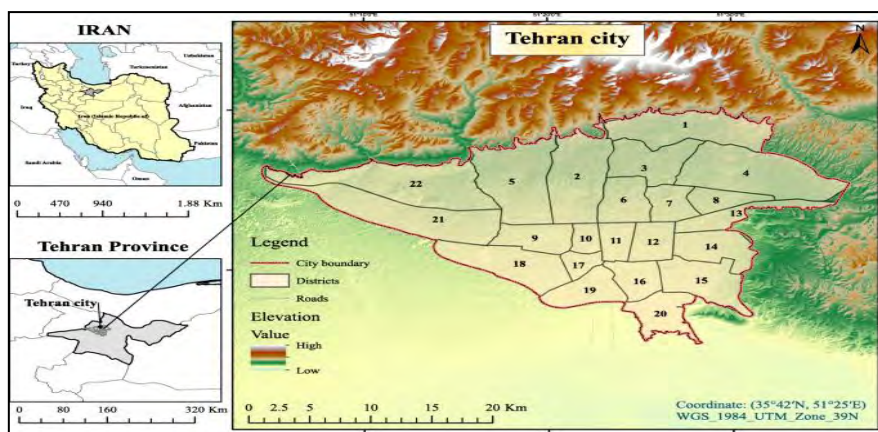 IRAN
Turkey
Uzbekistan
Turkmenistan
Afghanistan
Iraq
Iran (Islamic Republic of)
Pakistan
Saudi Arabia
Oman
0 470 940 1.88 Km
Tehran Province
Tehran city
0 80 160 320 Km
Tehran city
N
1
2
3
4
5
6
7
8
9
10
11
12
13
14
15
16
17
18
19
20
21
22
Legend
City boundary
Districts
Roads
Elevation
Value
High
Low
0 2.5 5 10 15 20 Km
Coordinate: (35°42'N, 51°25'E)
WGS_1984_UTM_Zone_39N